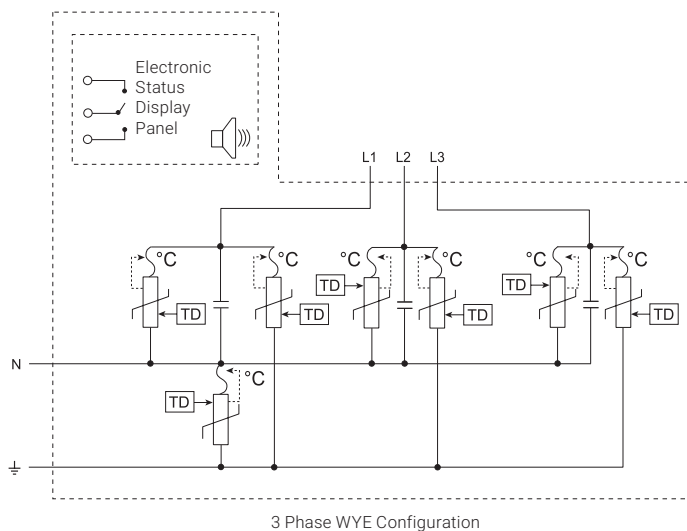 Electronic
Status
Display
Panel
L1 L2 L3
°C °C °C °C °C °C
TD TD
TD TD TD TD
N
°C
TD
3 Phase WYE Configuration